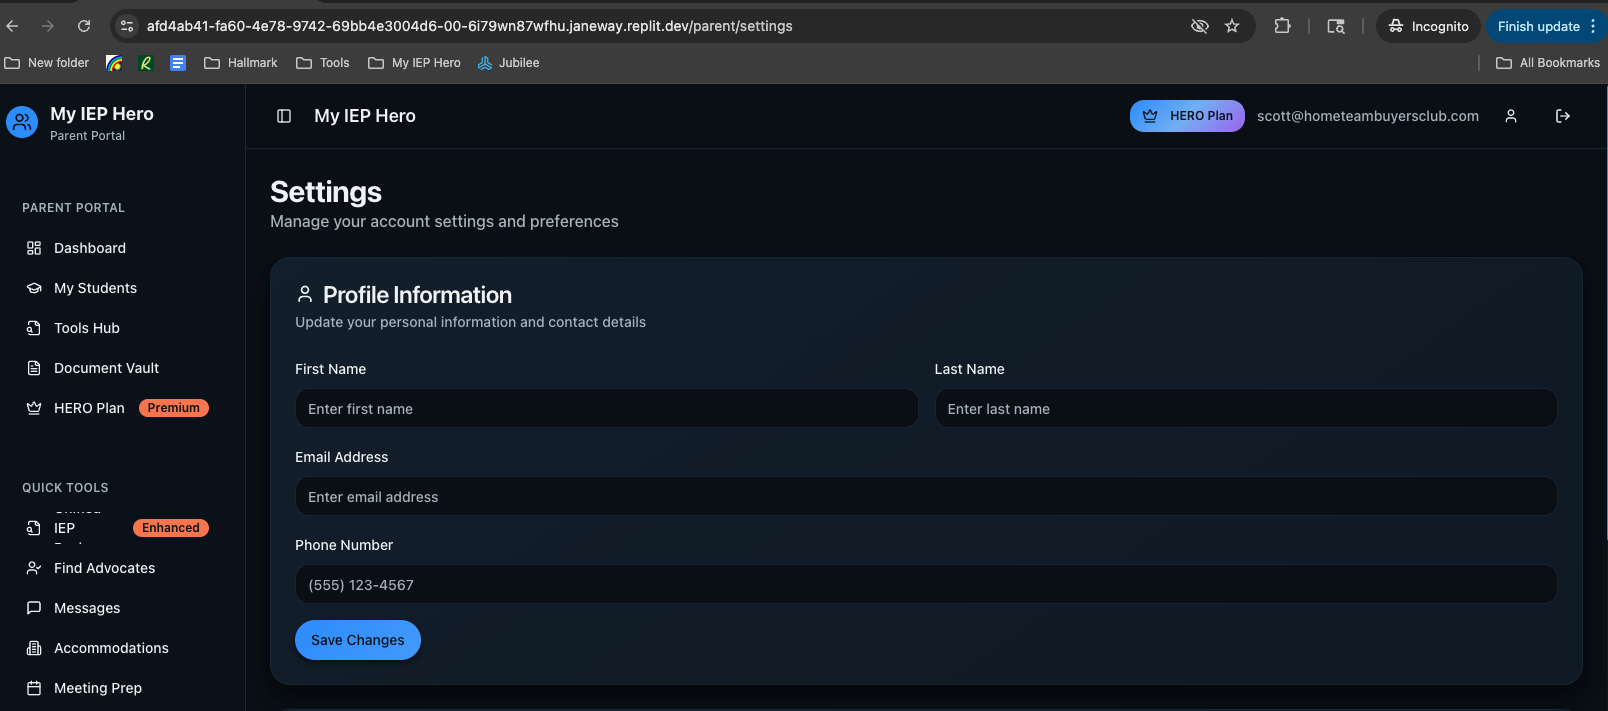 afd4ab41-fa60-4e78-9742-69bb4e3004d6-00-6i79wn87wfhu.janeway.replit.dev/parent/settings
Incognito
Finish update
New folder
Hallmark
Tools
My IEP Hero
Jubilee
All Bookmarks
My IEP Hero
Parent Portal
My IEP Hero
HERO Plan
scott@hometeambuyersclub.com
PARENT PORTAL
Dashboard
My Students
Tools Hub
Document Vault
HERO Plan Premium
QUICK TOOLS
IEP Enhanced
Find Advocates
Messages
Accommodations
Meeting Prep
Settings
Manage your account settings and preferences
Profile Information
Update your personal information and contact details
First Name
Enter first name
Last Name
Enter last name
Email Address
Enter email address
Phone Number
(555) 123-4567
Save Changes